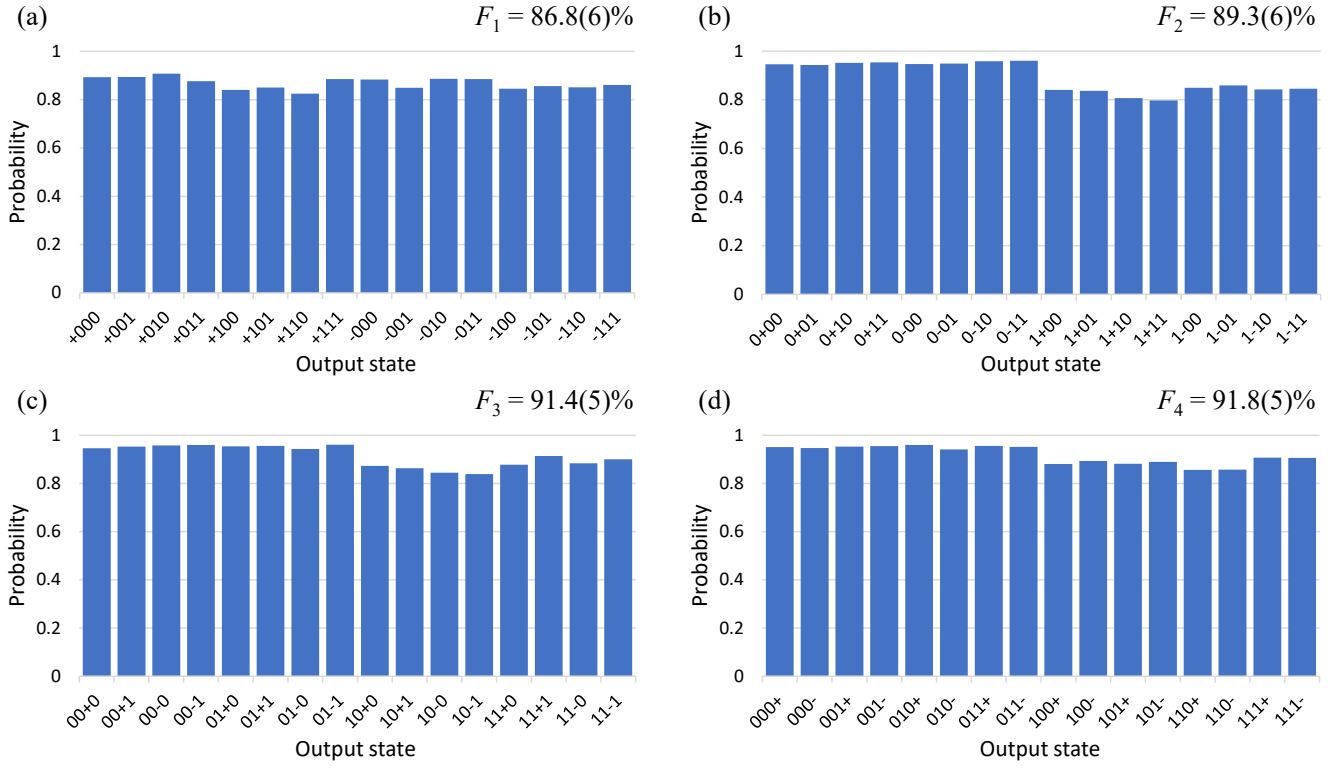 (a) F1 = 86.8(6)%
1
0.8
0.6
0.4
0.2
0
Probability
+000 +001 +010 +011 +100 +101 +110 +111 -000 -001 -010 -011 -100 -101 -110 -111
Output state
(b) F2 = 89.3(6)%
1
0.8
0.6
0.4
0.2
0
Probability
0+00 0+01 0+10 0+11 0-00 0-01 0-10 0-11 1+00 1+01 1+10 1+11 1-00 1-01 1-10 1-11
Output state
(c) F3 = 91.4(5)%
1
0.8
0.6
0.4
0.2
0
Probability
00+0 00+1 00-0 00-1 01+0 01+1 01-0 01-1 10+0 10+1 10-0 10-1 11+0 11+1 11-0 11-1
Output state
(d) F4 = 91.8(5)%
1
0.8
0.6
0.4
0.2
0
Probability
000+ 000- 001+ 001- 010+ 010- 011+ 011- 100+ 100- 101+ 101- 110+ 110- 111+ 111-
Output state